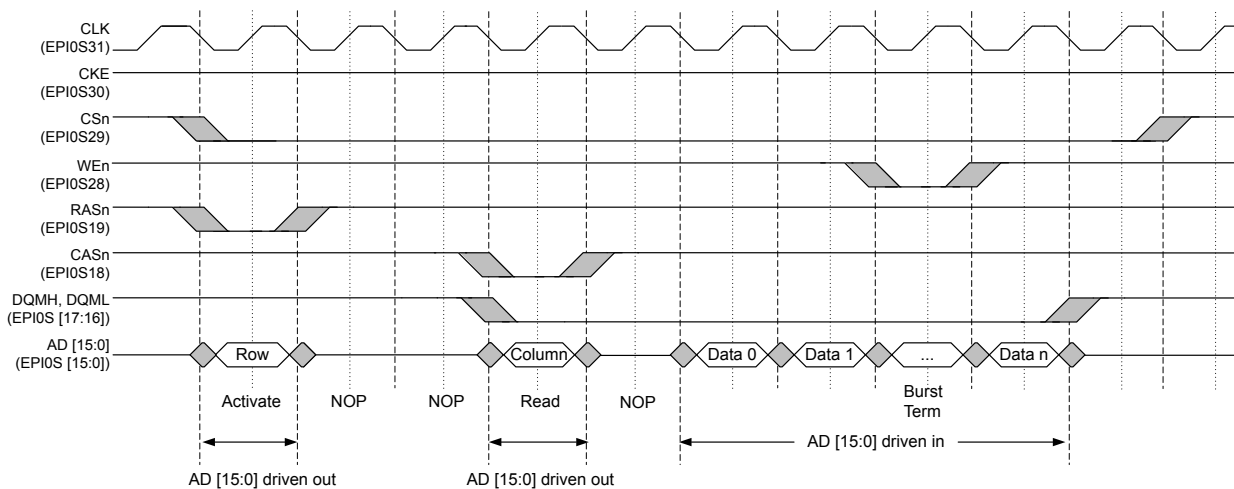 CLK
(EPI0S31)
CKE
(EPI0S30)
CSn
(EPI0S29)
WEn
(EPI0S28)
RASn
(EPI0S19)
CASn
(EPI0S18)
DQMH, DQML
(EPI0S [17:16])
AD [15:0]
(EPI0S [15:0])
Row
Column
Data 0
Data 1
...
Data n
Activate
NOP
NOP
Read
NOP
Burst
Term
AD [15:0] driven in
AD [15:0] driven out
AD [15:0] driven out